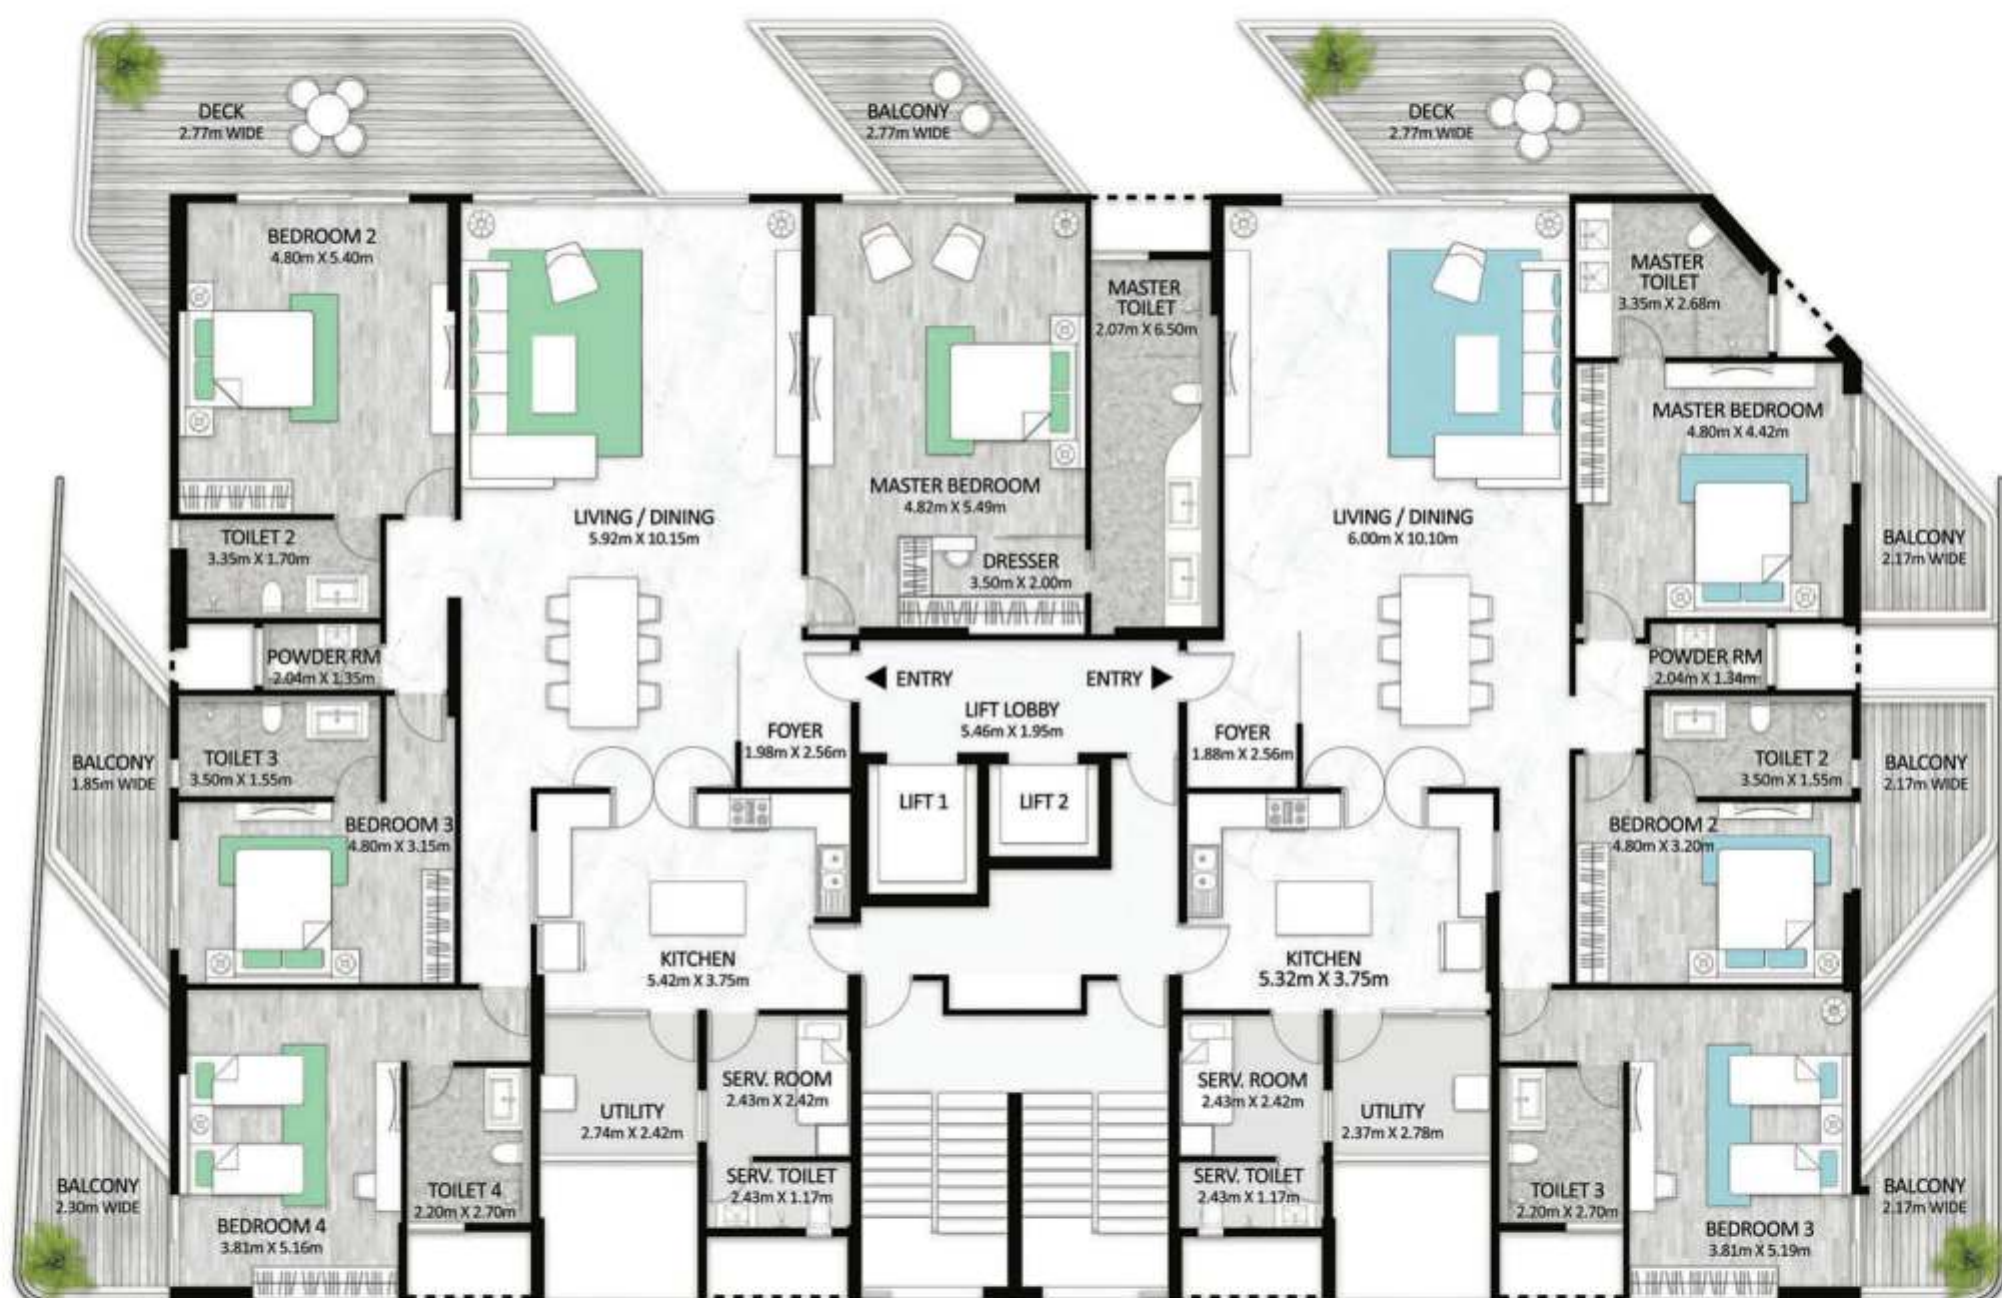 DECK
2.77m WIDE
BALCONY
2.77m WIDE
DECK
2.77m WIDE
BEDROOM 2
4.80m X 5.40m
MASTER
TOILET
2.07m X 6.50m
MASTER
TOILET
3.35m X 2.68m
MASTER BEDROOM
4.80m X 4.42m
MASTER BEDROOM
4.82m X 5.49m
LIVING / DINING
5.92m X 10.15m
LIVING / DINING
6.00m X 10.10m
TOILET 2
3.35m X 1.70m
DRESSER
3.50m X 2.00m
BALCONY
2.17m WIDE
POWDER RM
2.04m X 1.35m
ENTRY
ENTRY
POWDER RM
2.04m X 1.34m
LIFT LOBBY
5.46m X 1.95m
FOYER
1.98m X 2.56m
FOYER
1.88m X 2.56m
BALCONY
1.85m WIDE
TOILET 3
3.50m X 1.55m
TOILET 2
3.50m X 1.55m
BALCONY
2.17m WIDE
LIFT 1
LIFT 2
BEDROOM 3
4.80m X 3.15m
BEDROOM 2
4.80m X 3.20m
KITCHEN
5.42m X 3.75m
KITCHEN
5.32m X 3.75m
SERV. ROOM
2.43m X 2.42m
SERV. ROOM
2.43m X 2.42m
UTILITY
2.74m X 2.42m
UTILITY
2.37m X 2.78m
BALCONY
2.30m WIDE
TOILET 4
2.20m X 2.70m
SERV. TOILET
2.43m X 1.17m
SERV. TOILET
2.43m X 1.17m
TOILET 3
2.20m X 2.70m
BALCONY
2.17m WIDE
BEDROOM 4
3.81m X 5.16m
BEDROOM 3
3.81m X 5.19m